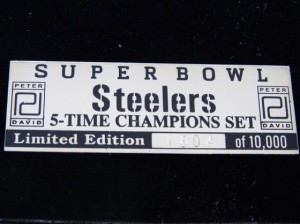 SUPER BOWL
PETER
DAVID
Steelers
PETER
DAVID
5-TIME CHAMPIONS SET
Limited Edition of 10,000